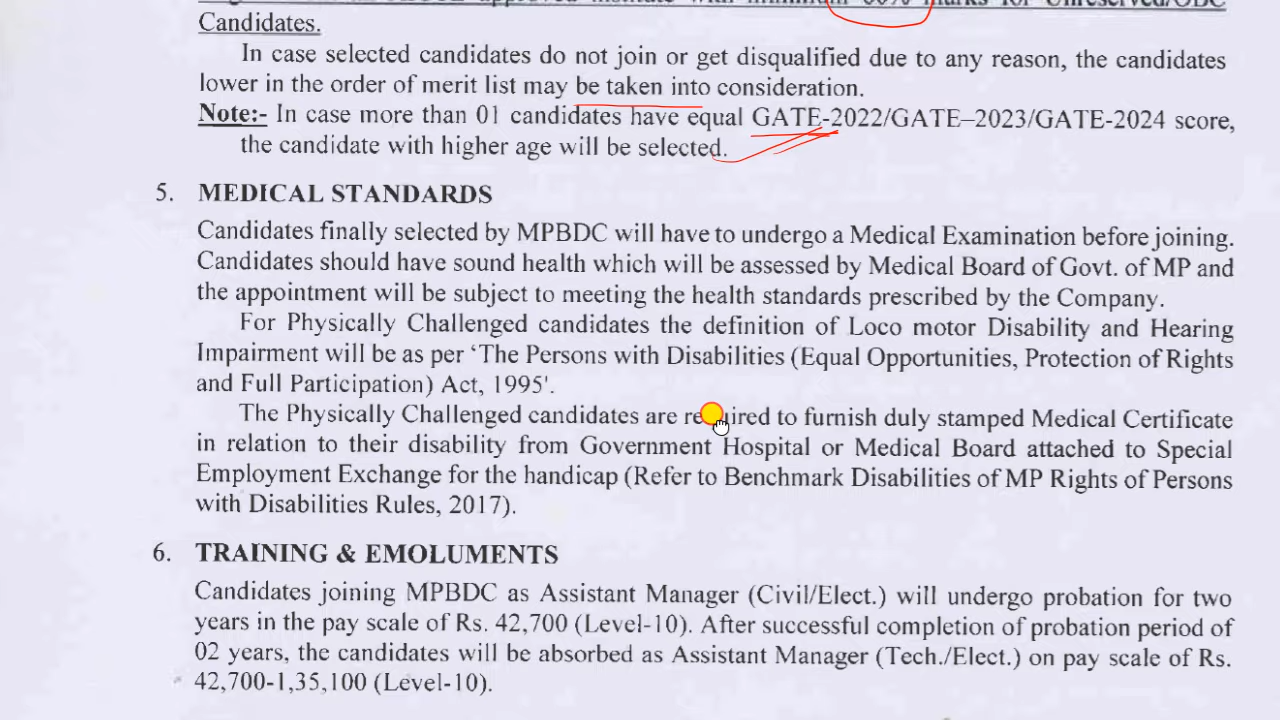 Candidates.
In case selected candidates do not join or get disqualified due to any reason, the candidates
lower in the order of merit list may be taken into consideration.
Note:- In case more than 01 candidates have equal GATE-2022/GATE–2023/GATE-2024 score,
the candidate with higher age will be selected.
5. MEDICAL STANDARDS
Candidates finally selected by MPBDC will have to undergo a Medical Examination before joining.
Candidates should have sound health which will be assessed by Medical Board of Govt. of MP and
the appointment will be subject to meeting the health standards prescribed by the Company.
For Physically Challenged candidates the definition of Loco motor Disability and Hearing
Impairment will be as per ‘The Persons with Disabilities (Equal Opportunities, Protection of Rights
and Full Participation) Act, 1995'.
The Physically Challenged candidates are required to furnish duly stamped Medical Certificate
in relation to their disability from Government Hospital or Medical Board attached to Special
Employment Exchange for the handicap (Refer to Benchmark Disabilities of MP Rights of Persons
with Disabilities Rules, 2017).
6. TRAINING & EMOLUMENTS
Candidates joining MPBDC as Assistant Manager (Civil/Elect.) will undergo probation for two
years in the pay scale of Rs. 42,700 (Level-10). After successful completion of probation period of
02 years, the candidates will be absorbed as Assistant Manager (Tech./Elect.) on pay scale of Rs.
42,700-1,35,100 (Level-10).